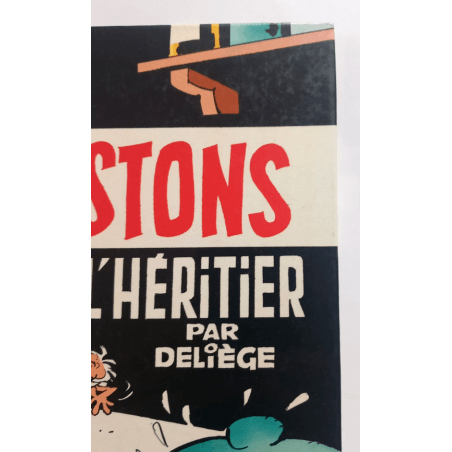 STONS
L'HÉRiTiER
PAR
DELiÈGE